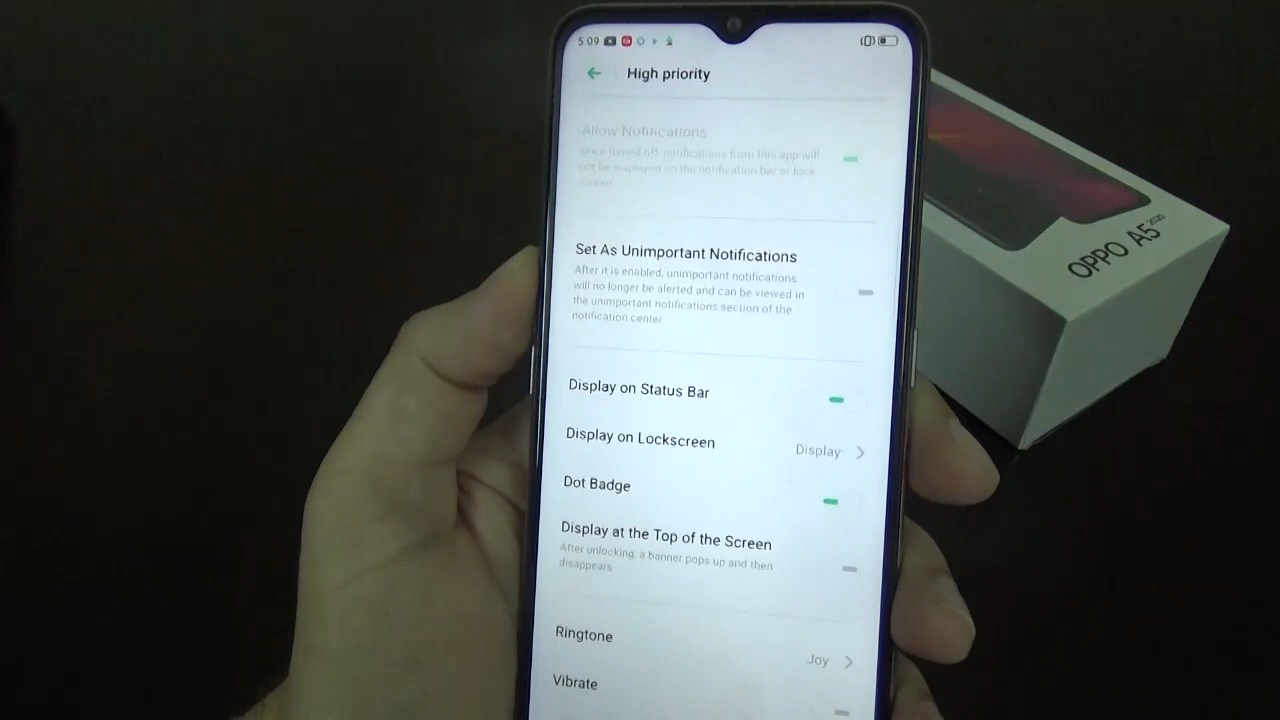 5:09
High priority
Allow Notifications
Once turned off, notifications from this app will
not be displayed on the notification bar or lock
screen
Set As Unimportant Notifications
After it is enabled, unimportant notifications
will no longer be alerted and can be viewed in
the unimportant notifications section of the
notification center
Display on Status Bar
Display on Lockscreen
Display
Dot Badge
Display at the Top of the Screen
After unlocking, a banner pops up and then
disappears
Ringtone
Joy
Vibrate
OPPO A5 2020